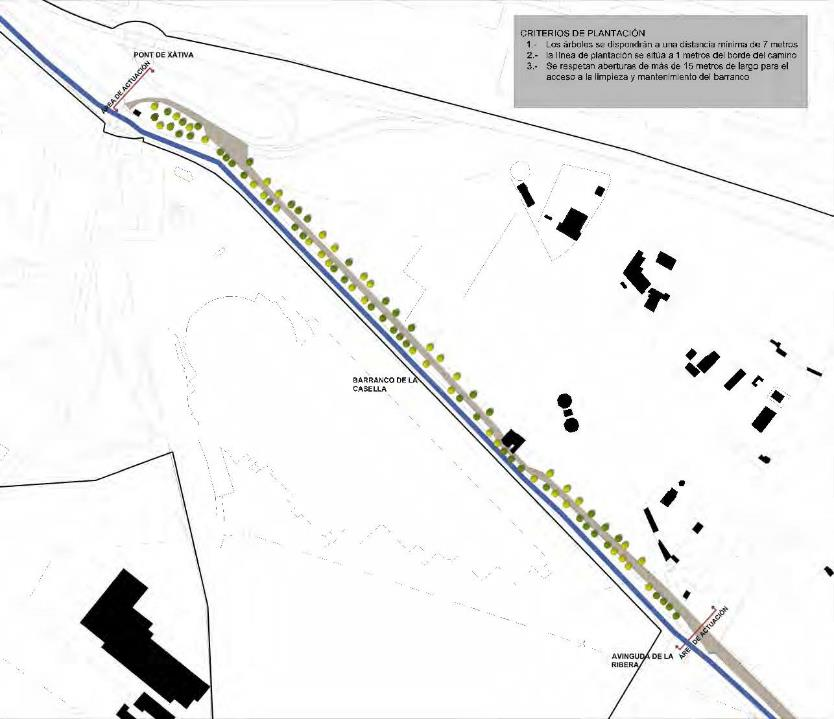 CRITERIOS DE PLANTACIÓN
1.- Los árboles se dispondrán a una distancia mínima de 7 metros
2.- la línea de plantación se sitúa a 1 metros del borde del camino
3.- Se respetan aberturas de más de 15 metros de largo para el
acceso a la limpieza y mantenimiento del barranco
PONT DE XÀTIVA
ÁREA DE ACTUACIÓN
BARRANCO DE LA
CASELLA
AVINGUDA DE LA
RIBERA
ÁREA DE ACTUACIÓN